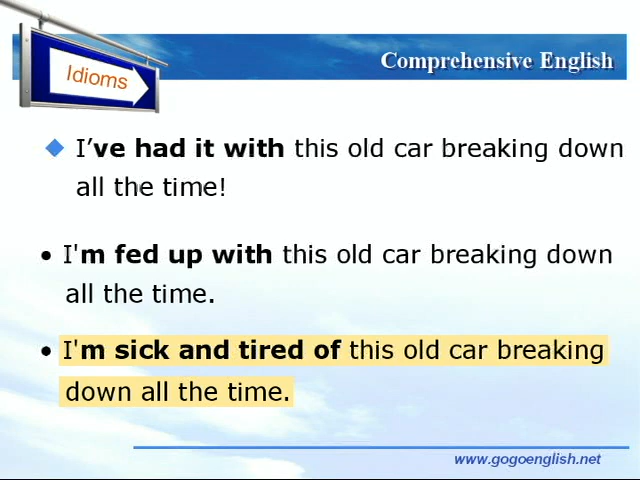 Idioms
Comprehensive English
I’ve had it with this old car breaking down
all the time!
• I'm fed up with this old car breaking down
all the time.
• I'm sick and tired of this old car breaking
down all the time.
www.gogoenglish.net